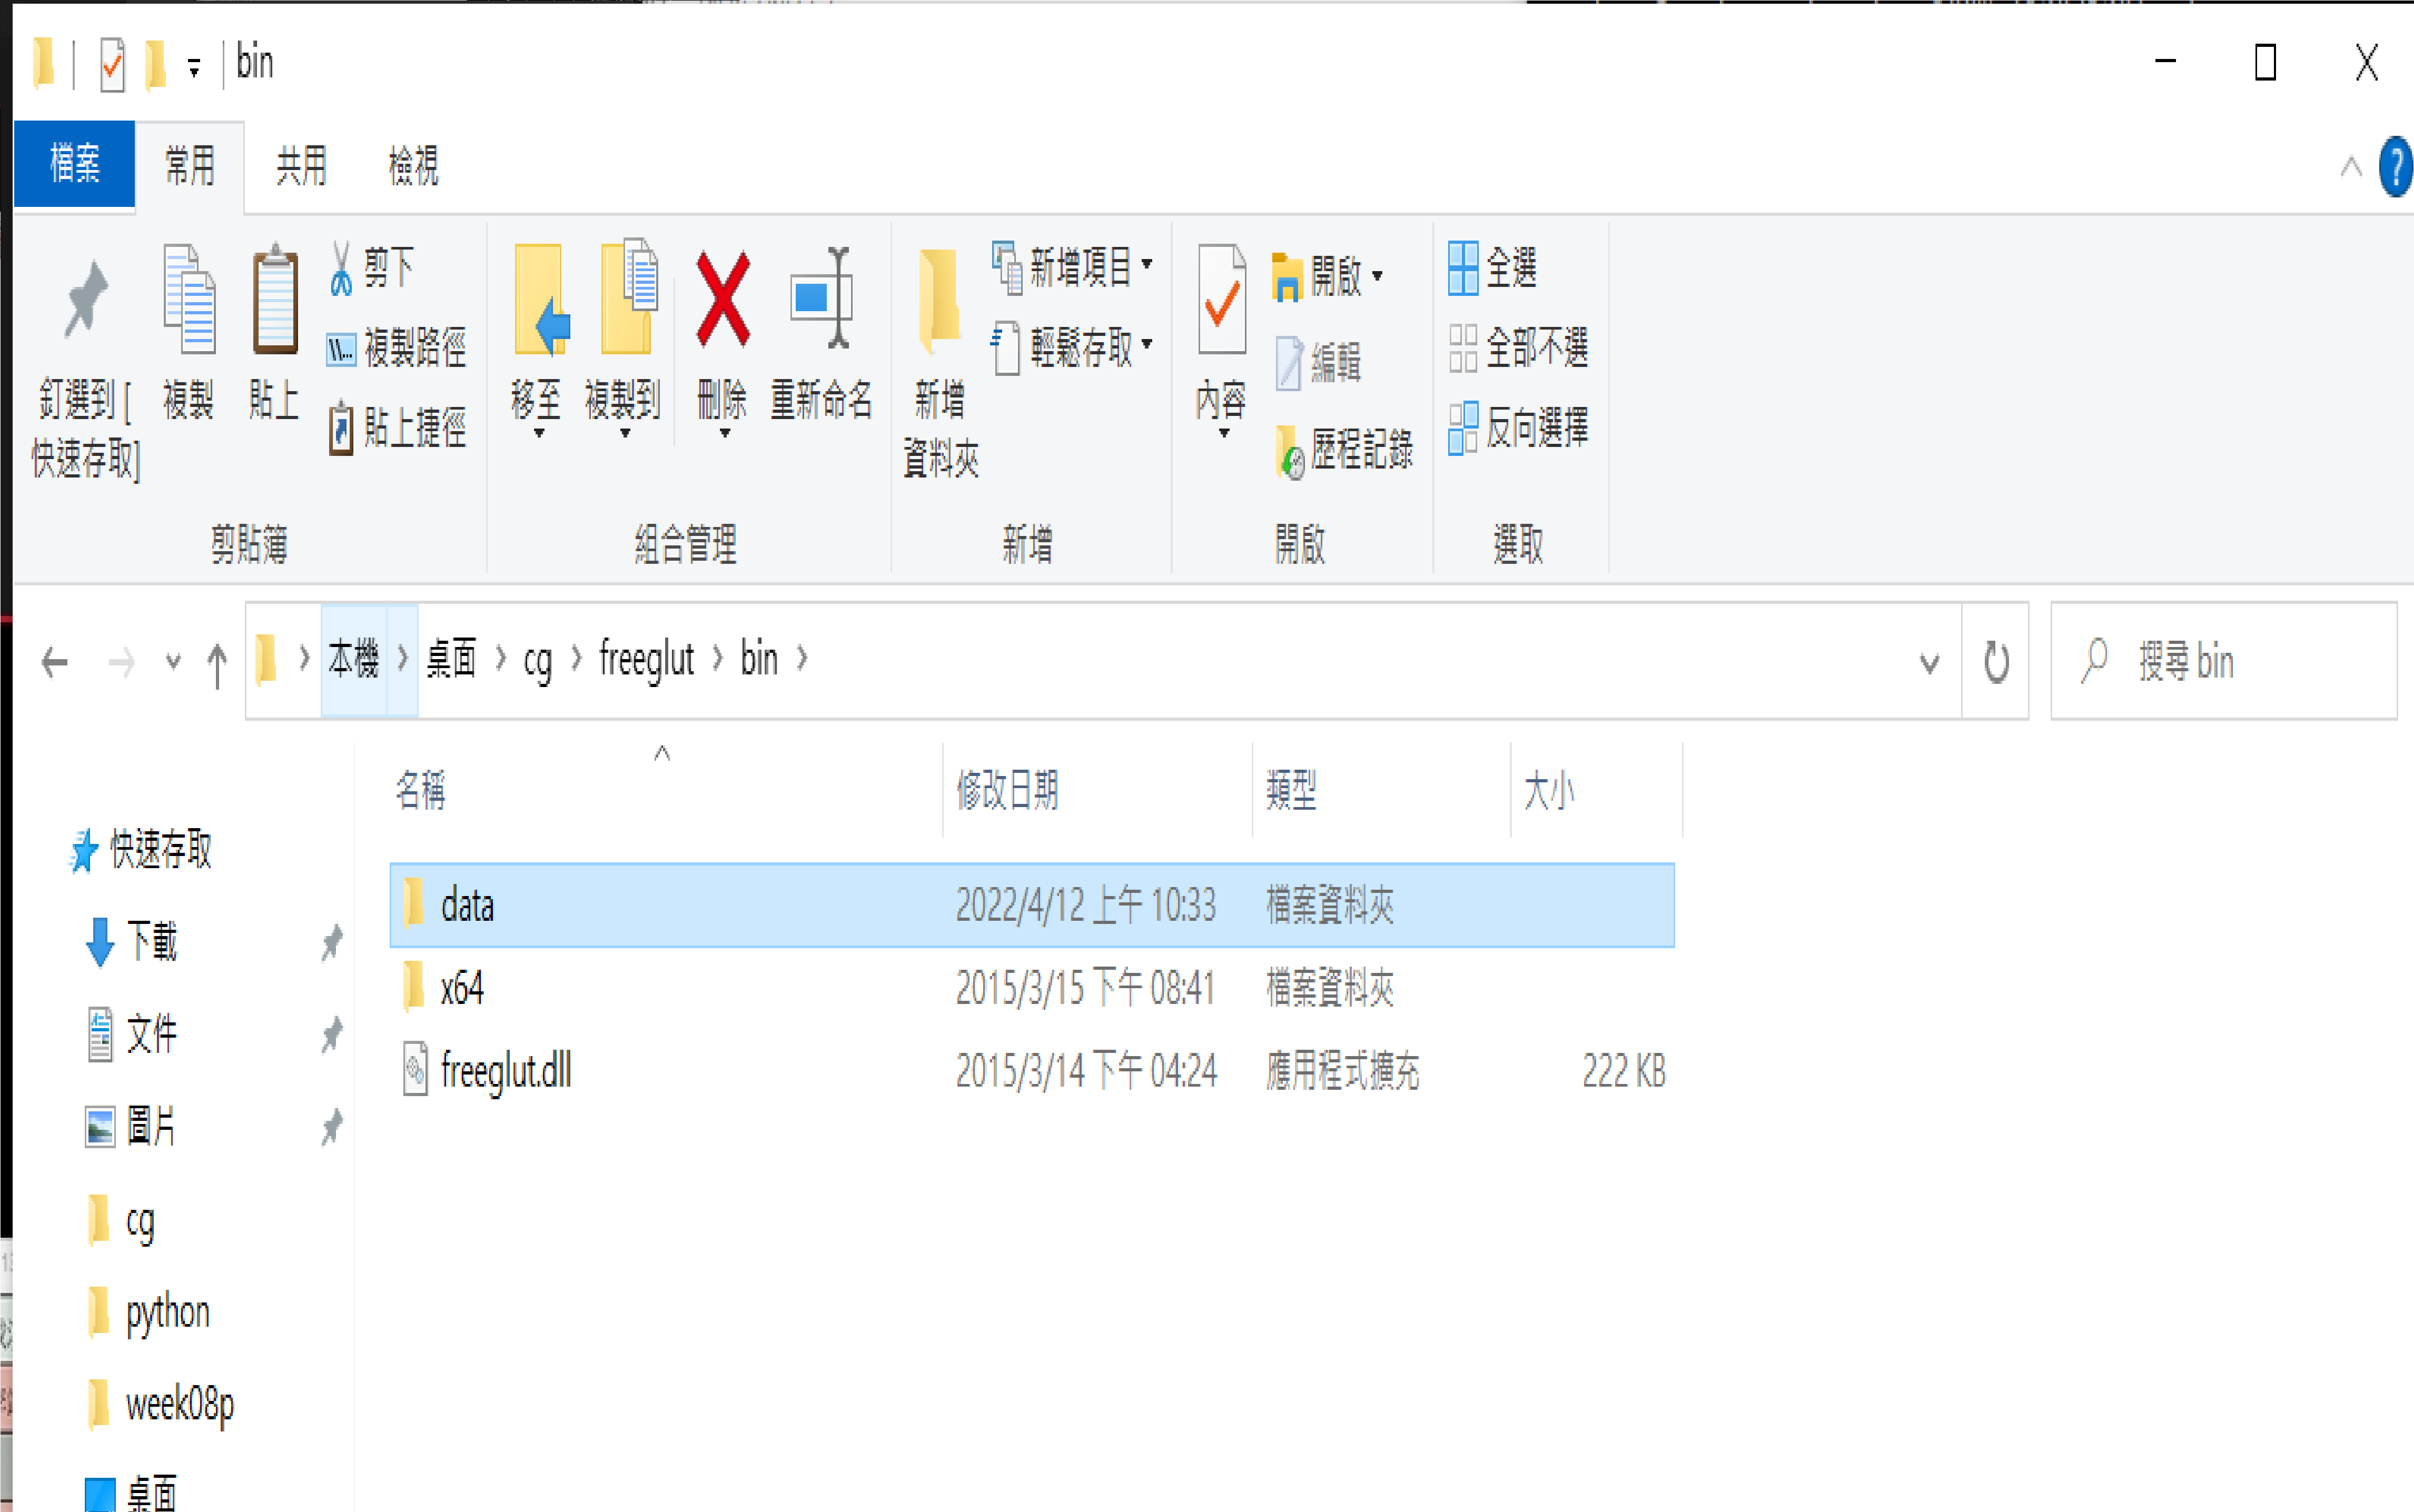 bin
檔案 常用 共用 檢視
釘選到 [
快速存取]
複製
貼上
剪下
複製路徑
貼上捷徑
剪貼簿
移至
複製到
刪除
重新命名
組合管理
新增
資料夾
新增項目
輕鬆存取
新增
內容
開啟
編輯
歷程記錄
開啟
全選
全部不選
反向選擇
選取
本機 > 桌面 > cg > freeglut > bin >
搜尋 bin
名稱 修改日期 類型 大小
快速存取
下載
文件
圖片
cg
python
week08p
桌面
data 2022/4/12 上午 10:33 檔案資料夾
x64 2015/3/15 下午 08:41 檔案資料夾
freeglut.dll 2015/3/14 下午 04:24 應用程式擴充 222 KB